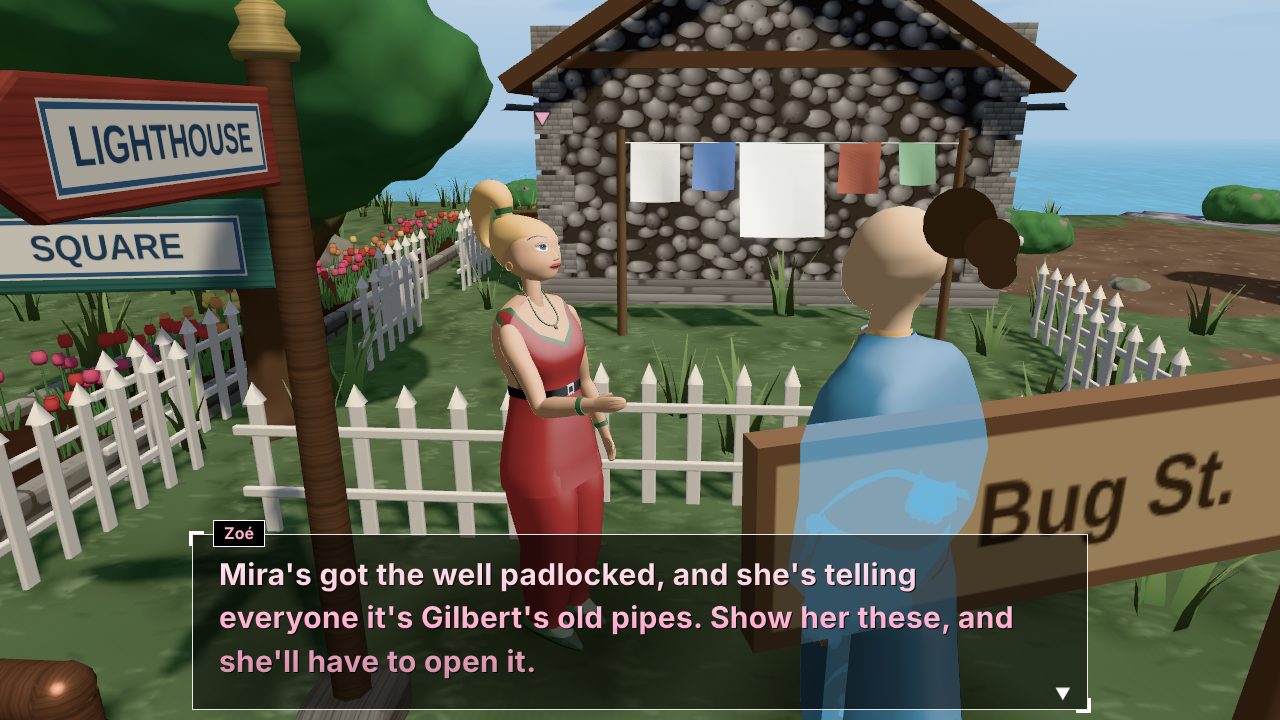 LIGHTHOUSE
SQUARE
Bug St.
Zoé
Mira's got the well padlocked, and she's telling
everyone it's Gilbert's old pipes. Show her these, and
she'll have to open it.